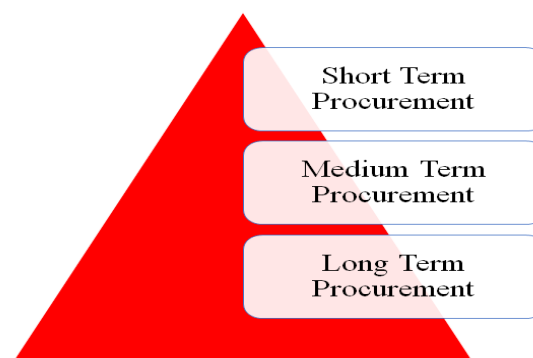 Short Term
Procurement
Medium Term
Procurement
Long Term
Procurement